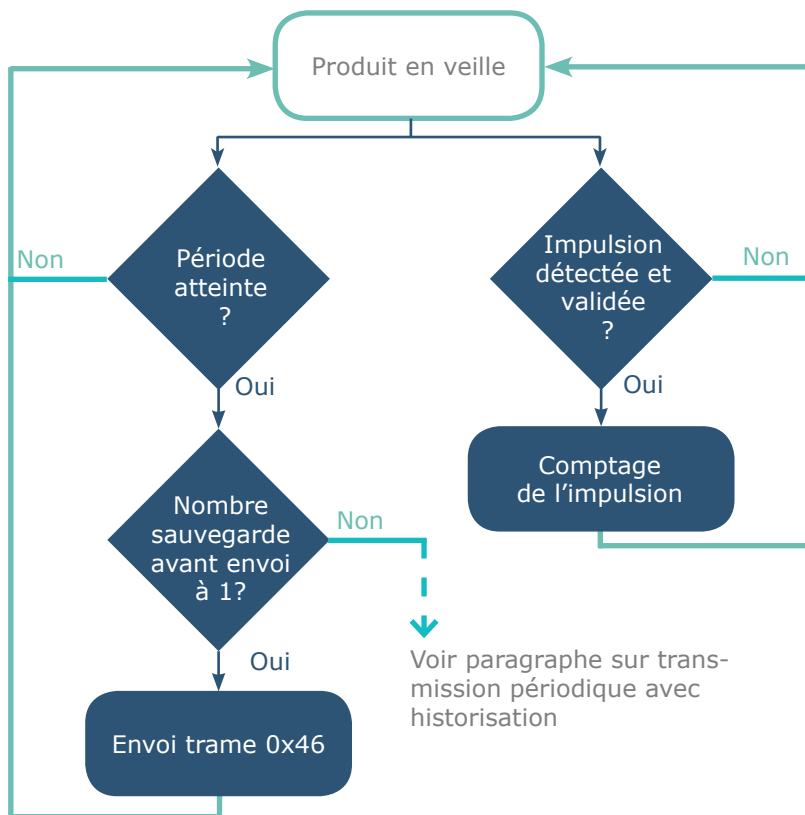 Produit en veille
Non
Période
atteinte
?
Impulsion
détectée et
validée
?
Non
Oui
Oui
Nombre
sauvegarde
avant envoi
à 1?
Non
Comptage
de l’impulsion
Oui
Voir paragraphe sur trans-
mission périodique avec
historisation
Envoi trame 0x46